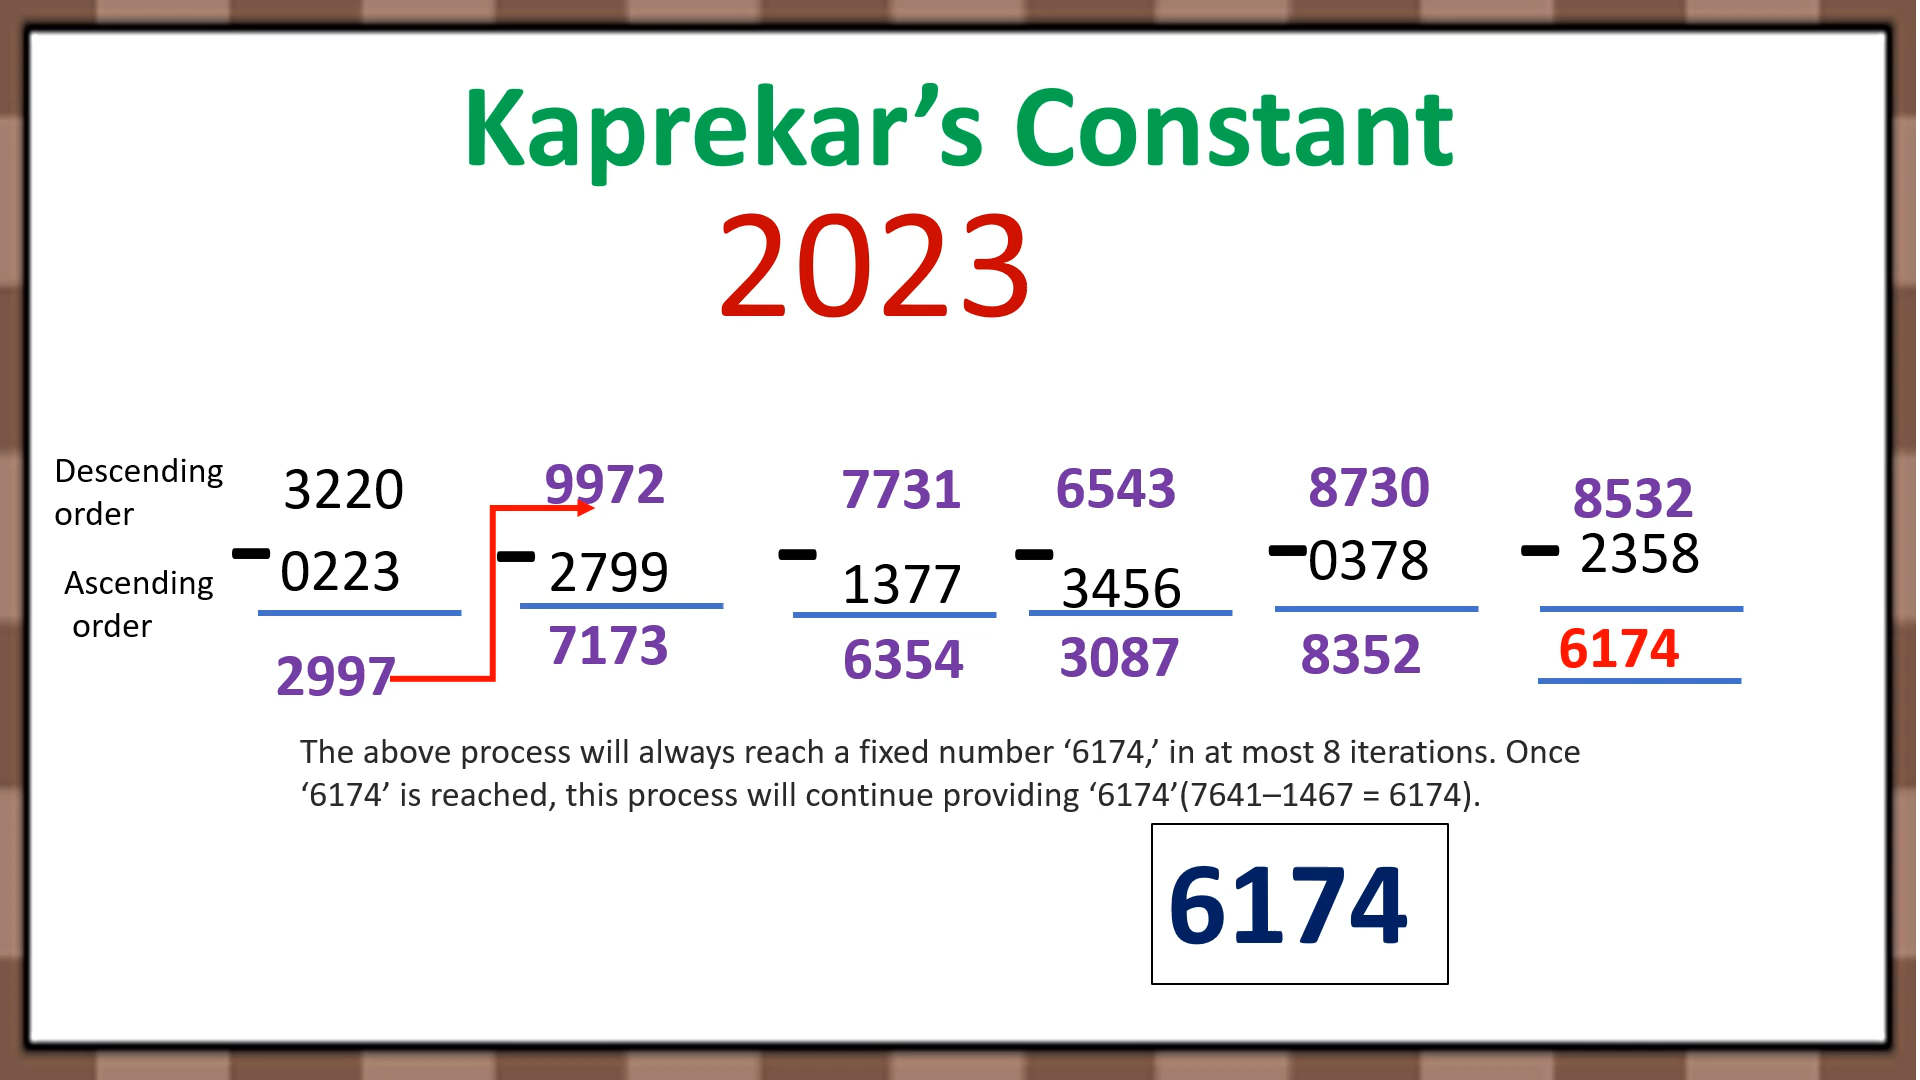 Kaprekar’s Constant
2023
Descending
order
Ascending
order
3220
– 0223
2997
9972
– 2799
7173
7731
– 1377
6354
6543
– 3456
3087
8730
– 0378
8352
8532
– 2358
6174
The above process will always reach a fixed number ‘6174,’ in at most 8 iterations. Once
‘6174’ is reached, this process will continue providing ‘6174’(7641–1467 = 6174).
6174